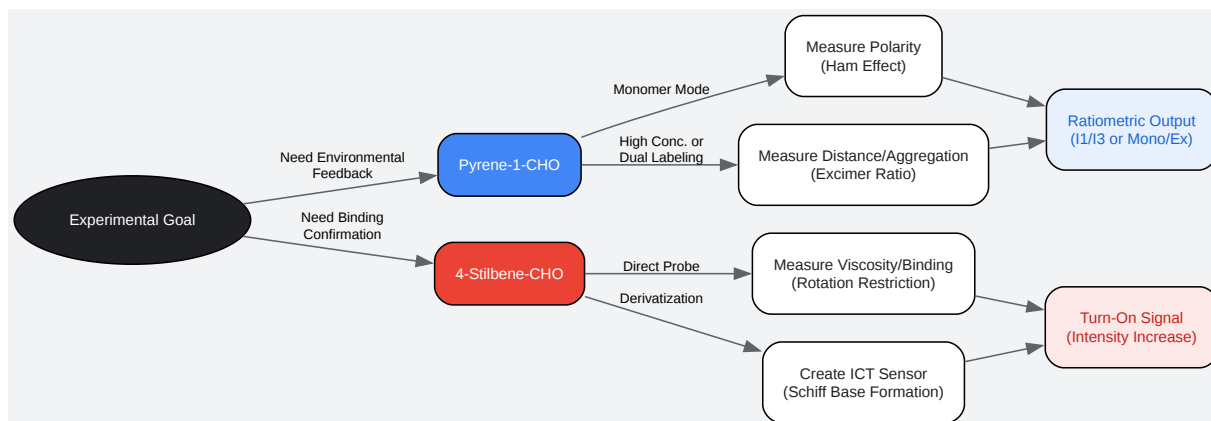 Experimental Goal
Need Environmental
Feedback
Need Binding
Confirmation
Pyrene-1-CHO
4-Stilbene-CHO
Monomer Mode
High Conc. or
Dual Labeling
Direct Probe
Derivatization
Measure Polarity
(Ham Effect)
Measure Distance/Aggregation
(Excimer Ratio)
Measure Viscosity/Binding
(Rotation Restriction)
Create ICT Sensor
(Schiff Base Formation)
Ratiometric Output
(I1/I3 or Mono/Ex)
Turn-On Signal
(Intensity Increase)